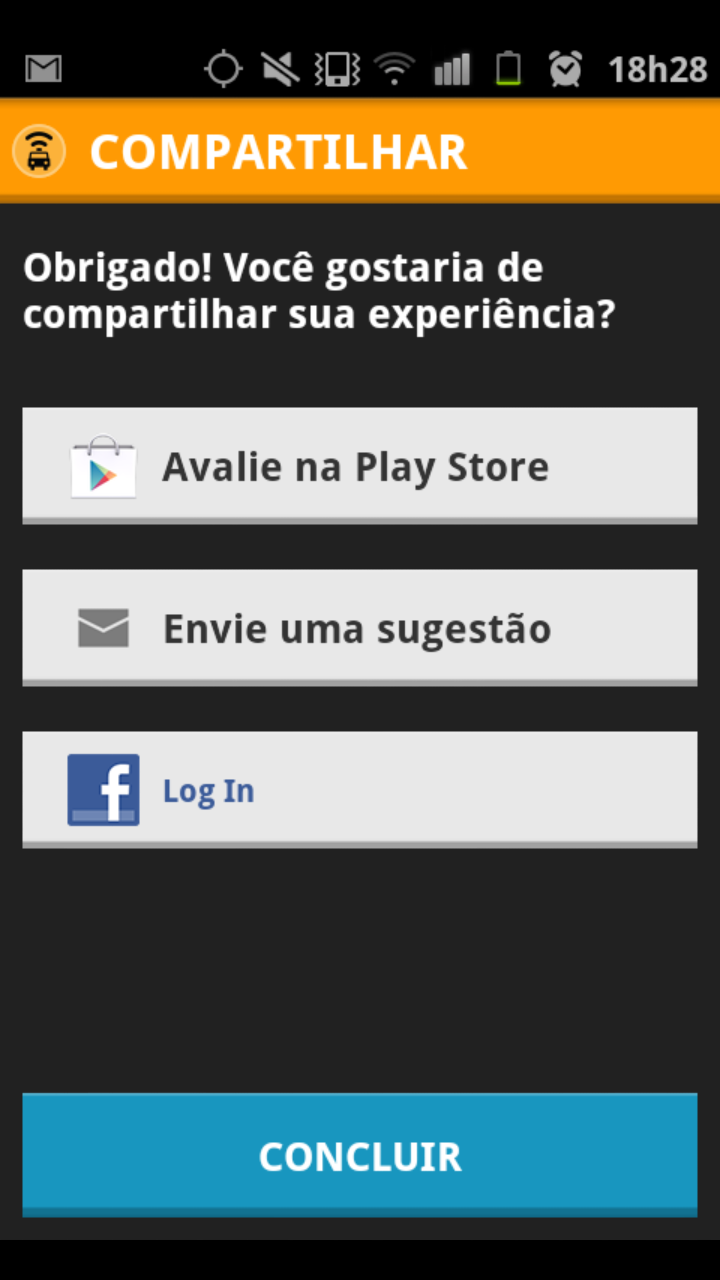 18h28
COMPARTILHAR
Obrigado! Você gostaria de
compartilhar sua experiência?
Avalie na Play Store
Envie uma sugestão
f Log In
CONCLUIR